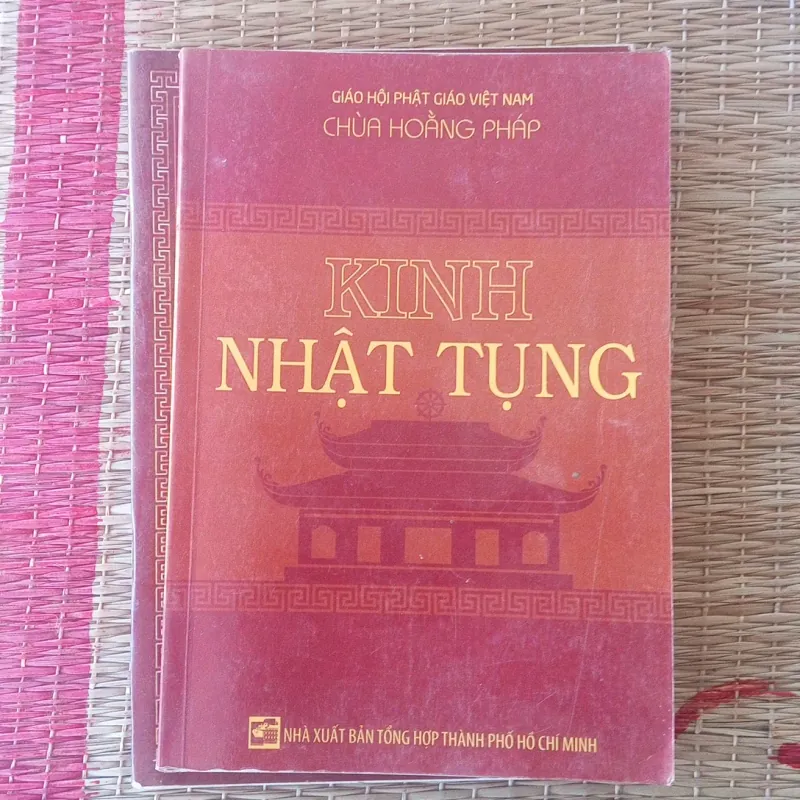 GIÁO HỘI PHẬT GIÁO VIỆT NAM
CHÙA HOẰNG PHÁP
KINH
NHẬT TỤNG
NHÀ XUẤT BẢN TỔNG HỢP THÀNH PHỐ HỒ CHÍ MINH